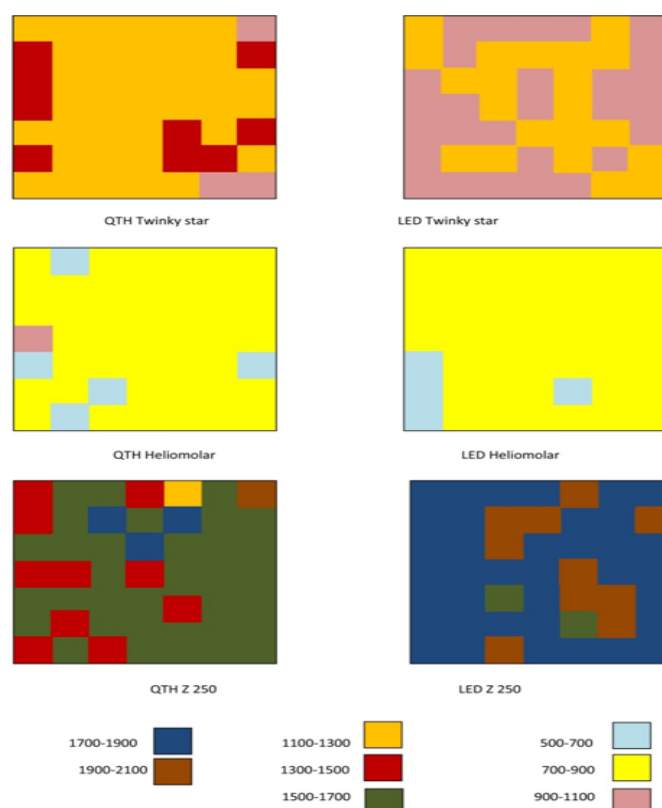 QTH Twinky star
LED Twinky star
QTH Heliomolar
LED Heliomolar
QTH Z 250
LED Z 250
1700-1900
1100-1300
500-700
1900-2100
1300-1500
700-900
1500-1700
900-1100